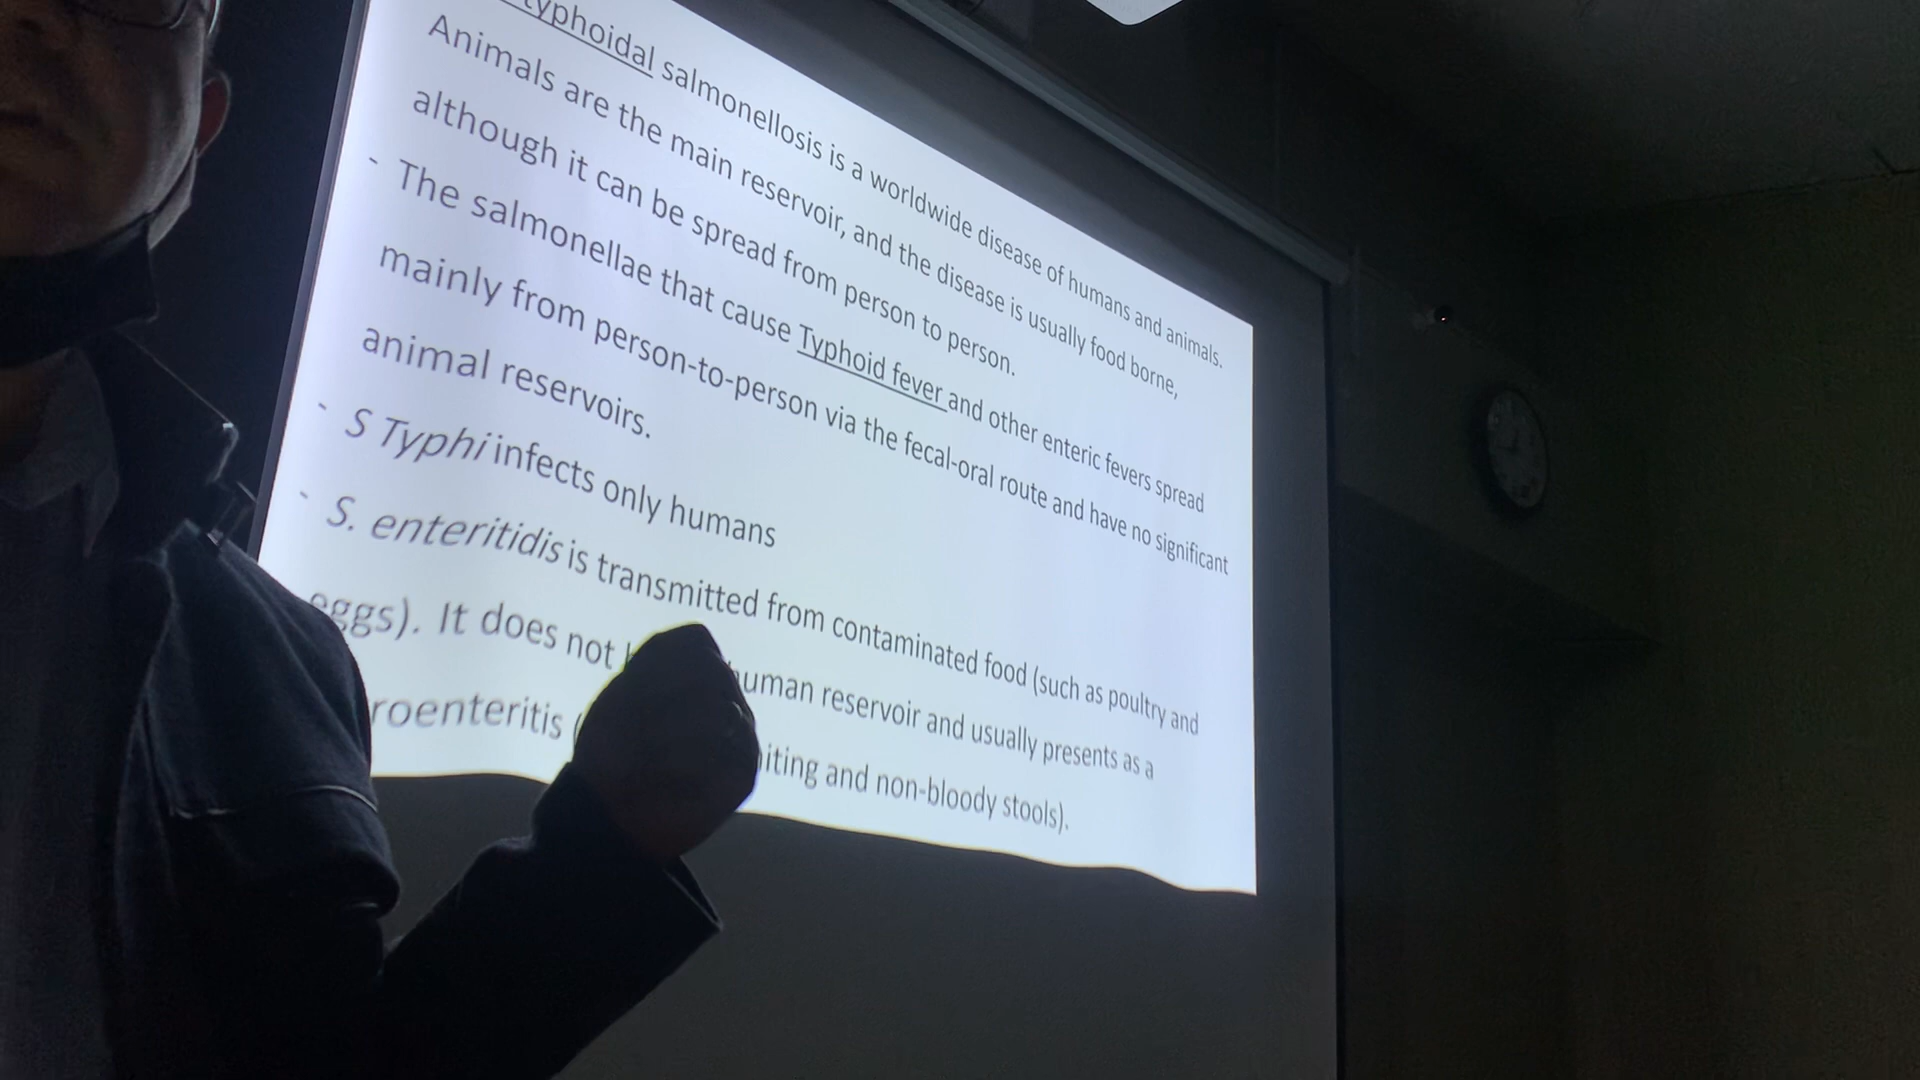 typhoidal salmonellosis is a worldwide disease of humans and animals.
Animals are the main reservoir, and the disease is usually food borne,
although it can be spread from person to person.
- The salmonellae that cause Typhoid fever and other enteric fevers spread
mainly from person-to-person via the fecal-oral route and have no significant
animal reservoirs.
- S Typhi infects only humans
- S. enteritidis is transmitted from contaminated food (such as poultry and
eggs). It does not human reservoir and usually presents as a
and non-bloody stools).